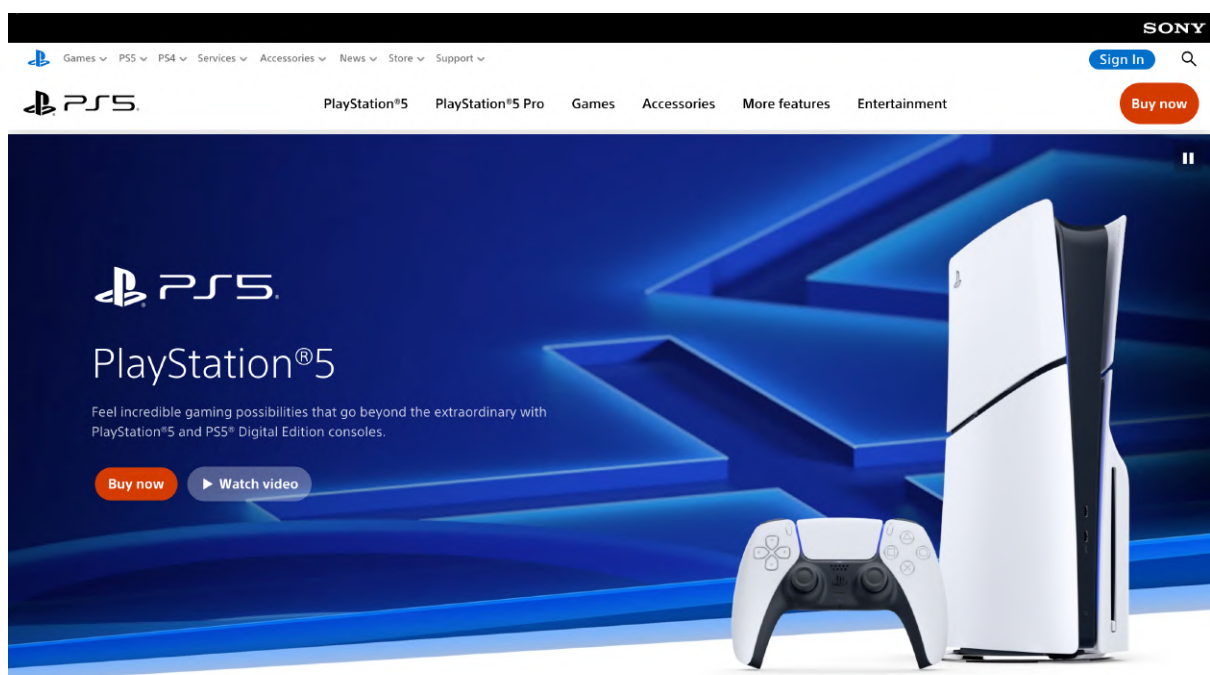 SONY
Games PS5 PS4 Services Accessories News Store Support Sign In
PS5 PlayStation®5 PlayStation®5 Pro Games Accessories More features Entertainment Buy now
PS5
PlayStation®5
Feel incredible gaming possibilities that go beyond the extraordinary with
PlayStation®5 and PS5® Digital Edition consoles.
Buy now Watch video